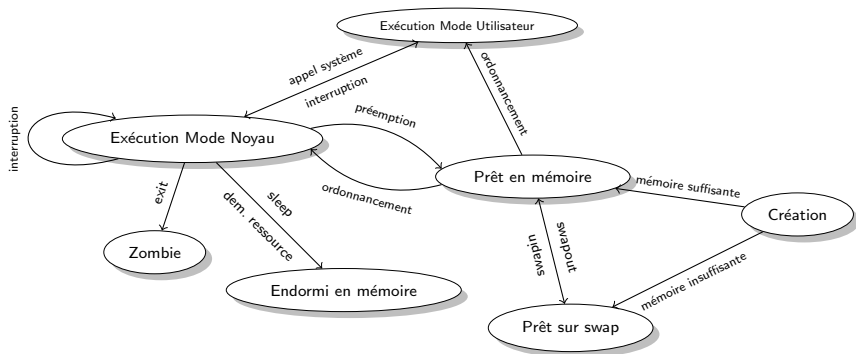 Exécution Mode Utilisateur
appel système
interruption
ordonnancement
interruption
Exécution Mode Noyau
préemption
ordonnancement
Prêt en mémoire
mémoire suffisante
Création
exit
sleep
dem. ressource
swapout
swapin
mémoire insuffisante
Zombie
Endormi en mémoire
Prêt sur swap